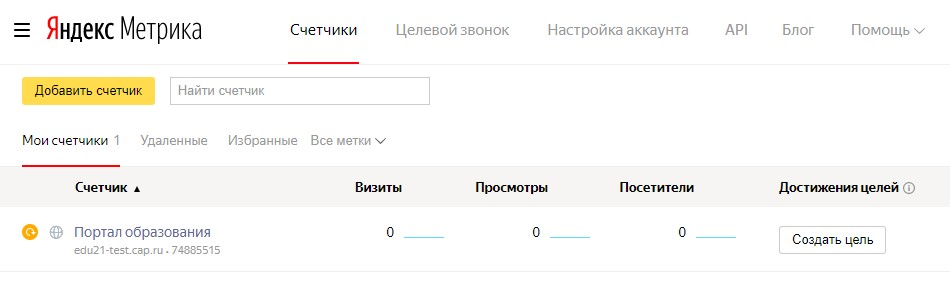 Яндекс Метрика Счетчики Целевой звонок Настройка аккаунта API Блог Помощь
Добавить счетчик Найти счетчик
Мои счетчики 1 Удаленные Избранные Все метки
Счетчик ▲ Визиты Просмотры Посетители Достижения целей
Портал образования 0 0 0 Создать цель
edu21-test.cap.ru • 74885515